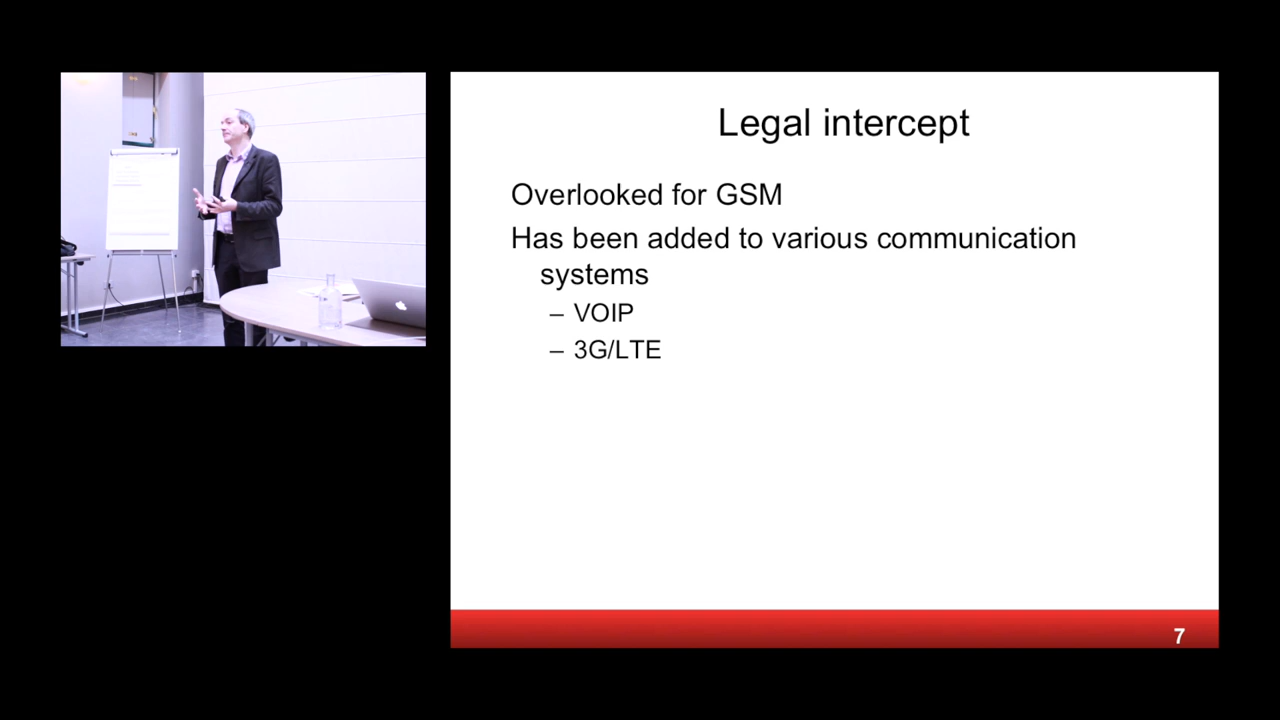 Legal intercept
Overlooked for GSM
Has been added to various communication
systems
– VOIP
– 3G/LTE
7